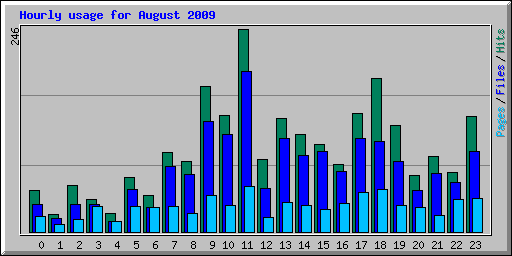 Hourly usage for August 2009
246
Pages / Files / Hits
0 1 2 3 4 5 6 7 8 9 10 11 12 13 14 15 16 17 18 19 20 21 22 23